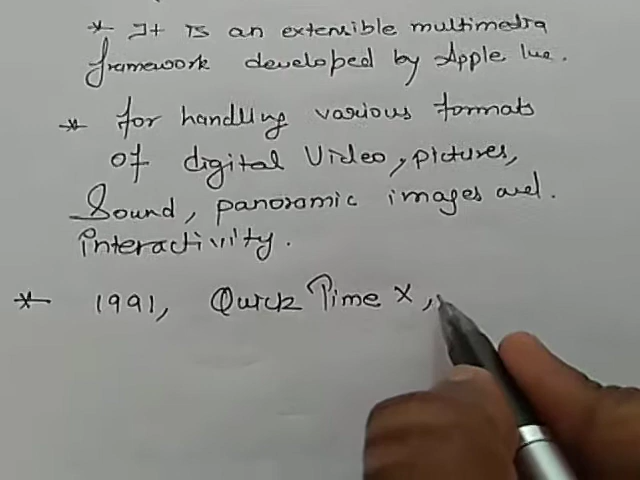 * It is an extensible multimedia
framework developed by Apple Inc.
* for handling various formats
of digital Video, pictures,
Sound, panoramic images and.
interactivity.
* 1991, Quick Time X,